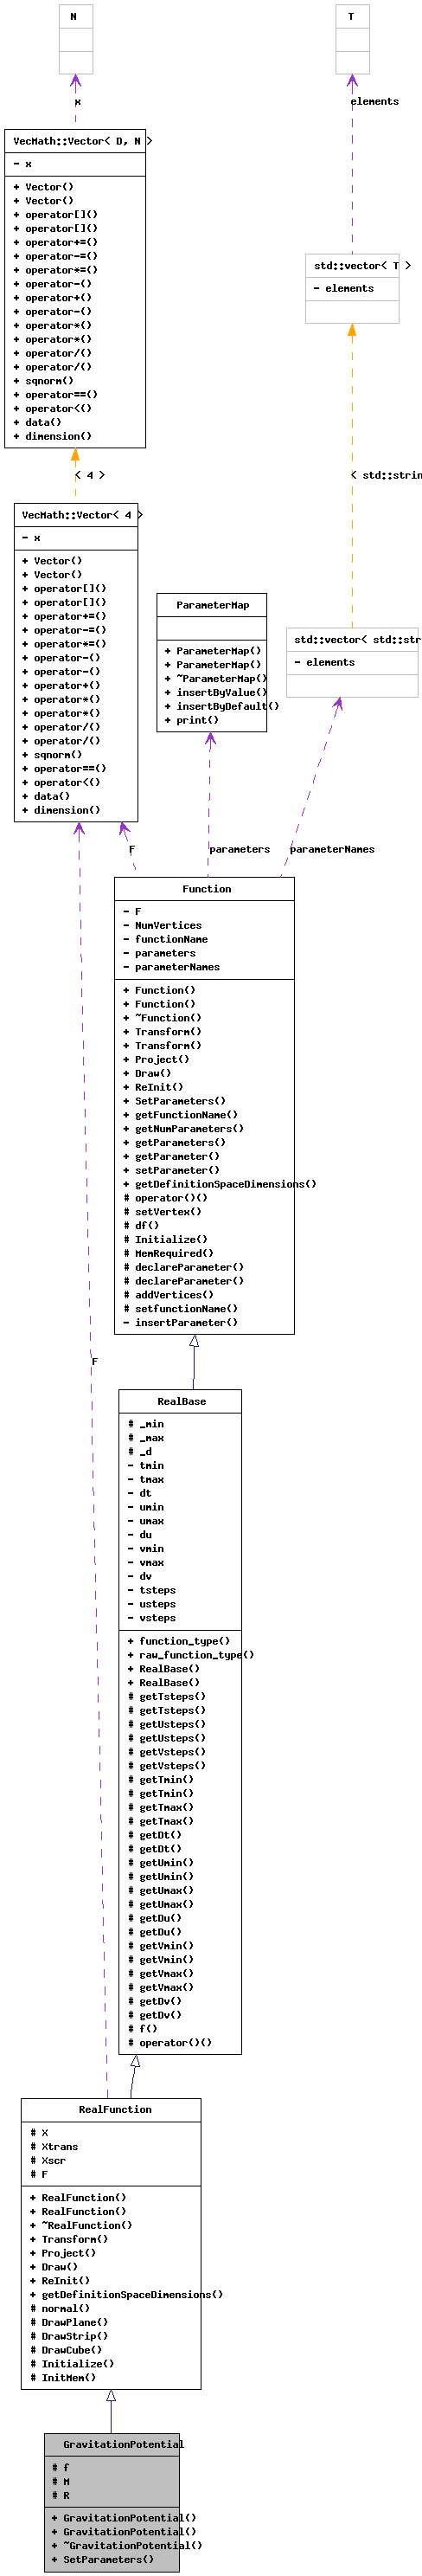 N
T
x
elements
VecMath::Vector< D, N >
- x
+ Vector()
+ Vector()
+ operator[]()
+ operator[]()
+ operator+=()
+ operator-=()
+ operator*=()
+ operator-()
+ operator+()
+ operator-()
+ operator*()
+ operator*()
+ operator/()
+ operator/()
+ sqnorm()
+ operator==()
+ operator<()
+ data()
+ dimension()
std::vector< T >
- elements
< 4 >
< std::strin
VecMath::Vector< 4 >
- x
+ Vector()
+ Vector()
+ operator[]()
+ operator[]()
+ operator+=()
+ operator-=()
+ operator*=()
+ operator-()
+ operator-()
+ operator+()
+ operator*()
+ operator*()
+ operator/()
+ operator/()
+ sqnorm()
+ operator==()
+ operator<()
+ data()
+ dimension()
ParameterMap
+ ParameterMap()
+ ParameterMap()
+ ~ParameterMap()
+ insertByValue()
+ insertByDefault()
+ print()
std::vector< std::str
- elements
F
parameters
parameterNames
Function
- F
- NumVertices
- functionName
- parameters
- parameterNames
+ Function()
+ Function()
+ ~Function()
+ Transform()
+ Transform()
+ Project()
+ Draw()
+ ReInit()
+ SetParameters()
+ getFunctionName()
+ getNumParameters()
+ getParameters()
+ getParameter()
+ setParameter()
+ getDefinitionSpaceDimensions()
# operator()()
# setVertex()
# df()
# Initialize()
# MemRequired()
# declareParameter()
# declareParameter()
# addVertices()
# setfunctionName()
- insertParameter()
F
RealBase
# _min
# _max
# _d
- tmin
- tmax
- dt
- umin
- umax
- du
- vmin
- vmax
- dv
- tsteps
- usteps
- vsteps
+ function_type()
+ raw_function_type()
+ RealBase()
+ RealBase()
# getTsteps()
# getTsteps()
# getUsteps()
# getUsteps()
# getVsteps()
# getVsteps()
# getTmin()
# getTmin()
# getTmax()
# getTmax()
# getDt()
# getDt()
# getUmin()
# getUmin()
# getUmax()
# getUmax()
# getDu()
# getDu()
# getVmin()
# getVmin()
# getVmax()
# getVmax()
# getDv()
# getDv()
# f()
# operator()()
RealFunction
# X
# Xtrans
# Xscr
# F
+ RealFunction()
+ RealFunction()
+ ~RealFunction()
+ Transform()
+ Project()
+ Draw()
+ ReInit()
+ getDefinitionSpaceDimensions()
# normal()
# DrawPlane()
# DrawStrip()
# DrawCube()
# Initialize()
# InitMem()
GravitationPotential
# f
# M
# R
+ GravitationPotential()
+ GravitationPotential()
+ ~GravitationPotential()
+ SetParameters()